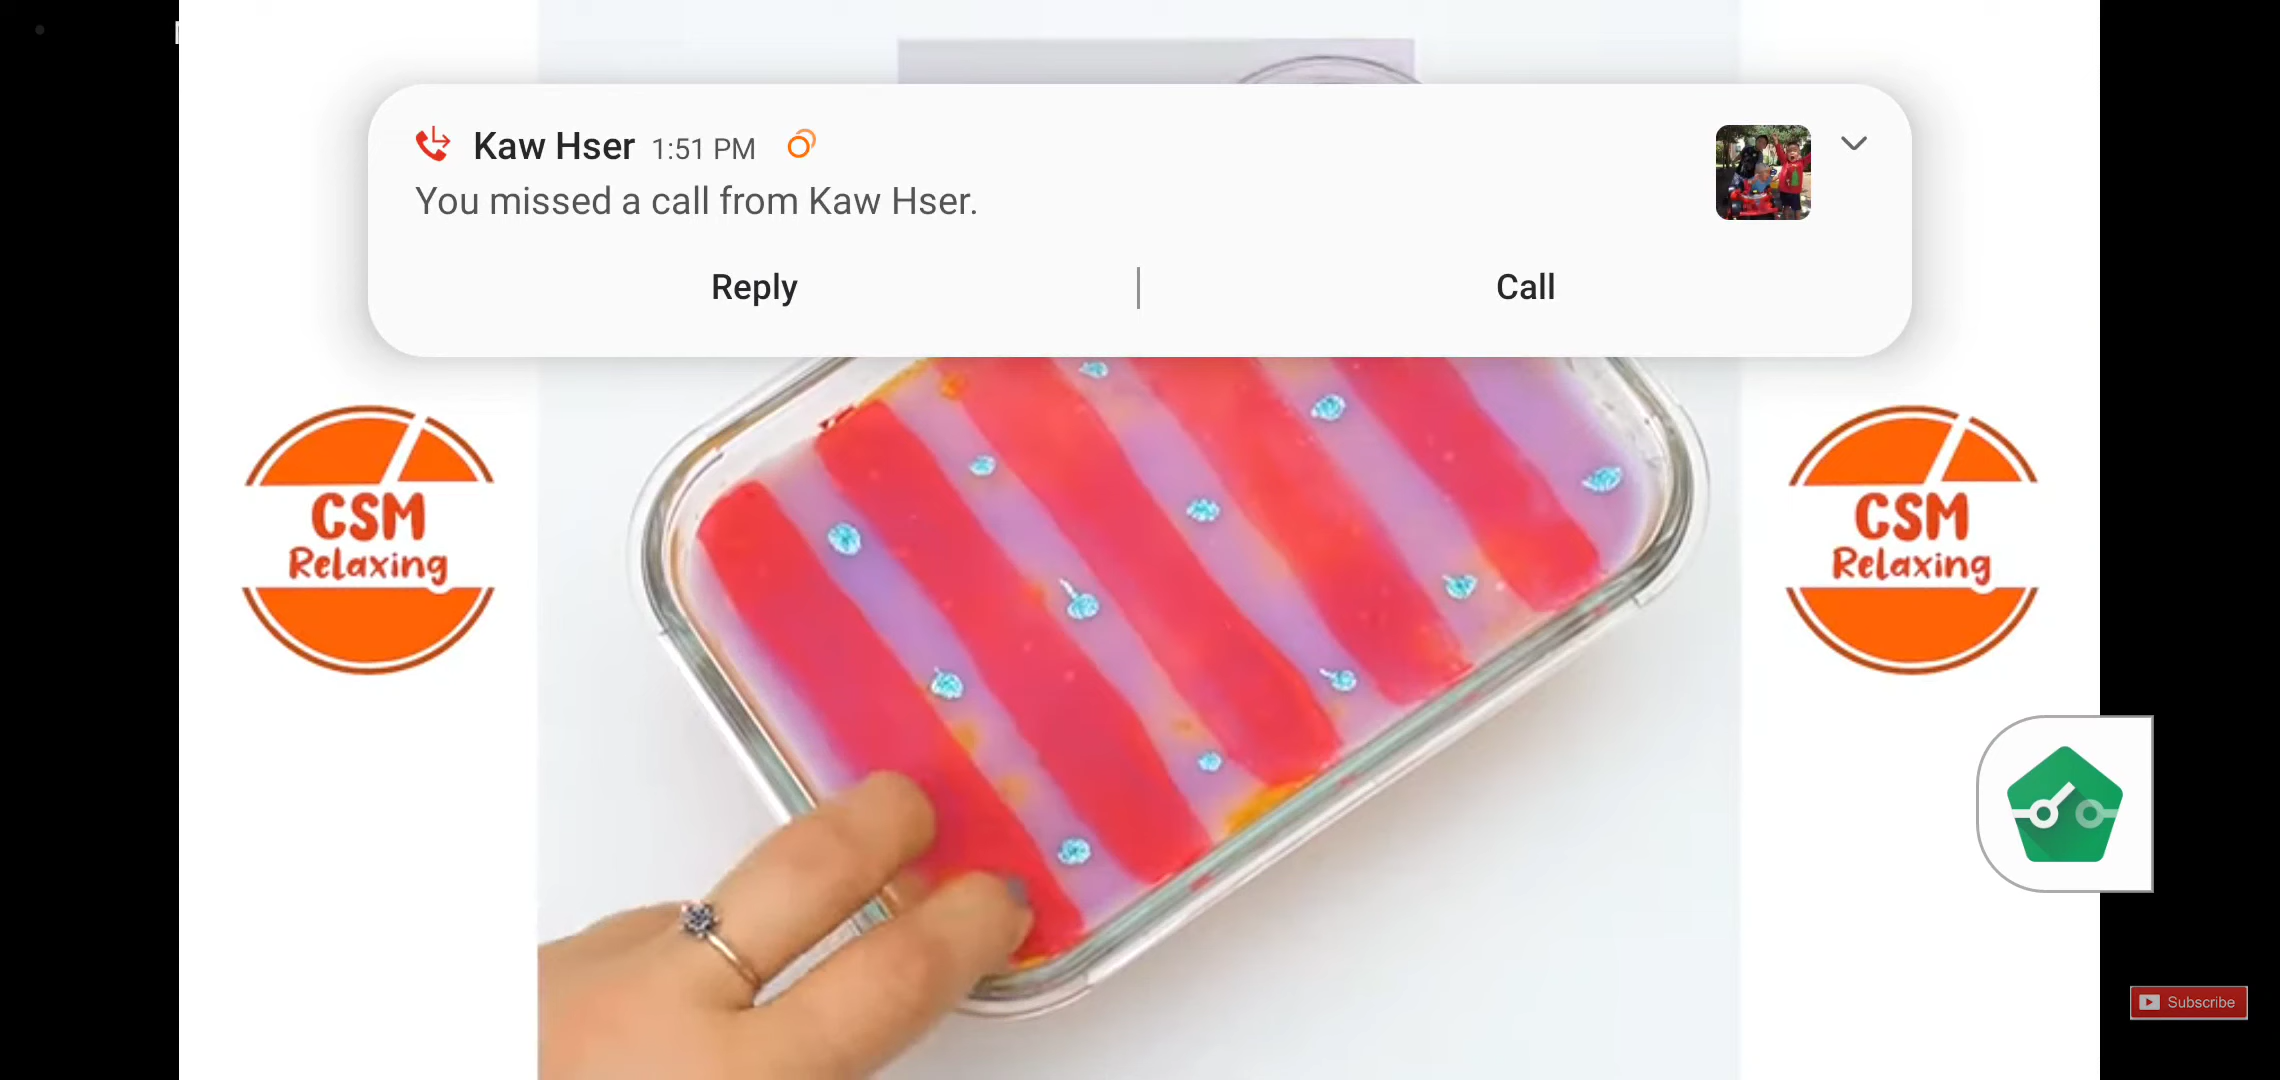 Kaw Hser 1:51 PM
You missed a call from Kaw Hser.
Reply
Call
CSM
Relaxing
CSM
Relaxing
Subscribe